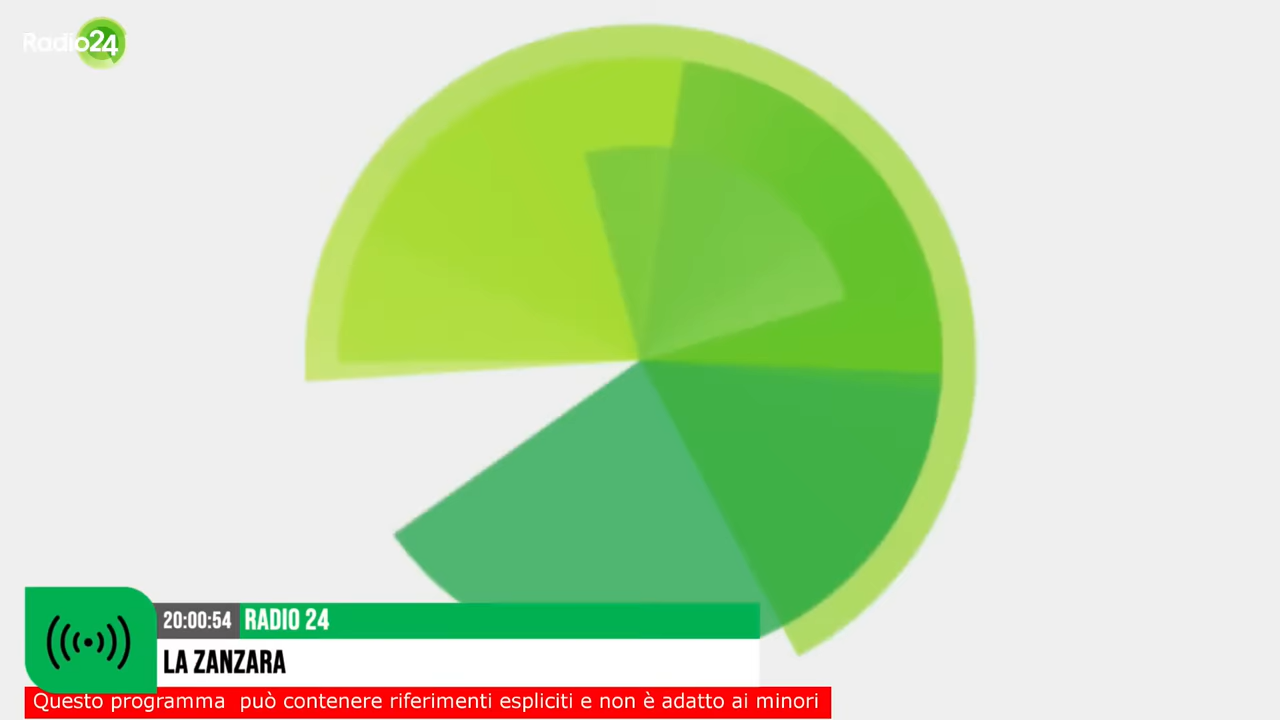 Radio24
20:00:54 RADIO 24
LA ZANZARA
Questo programma  può contenere riferimenti espliciti e non è adatto ai minori